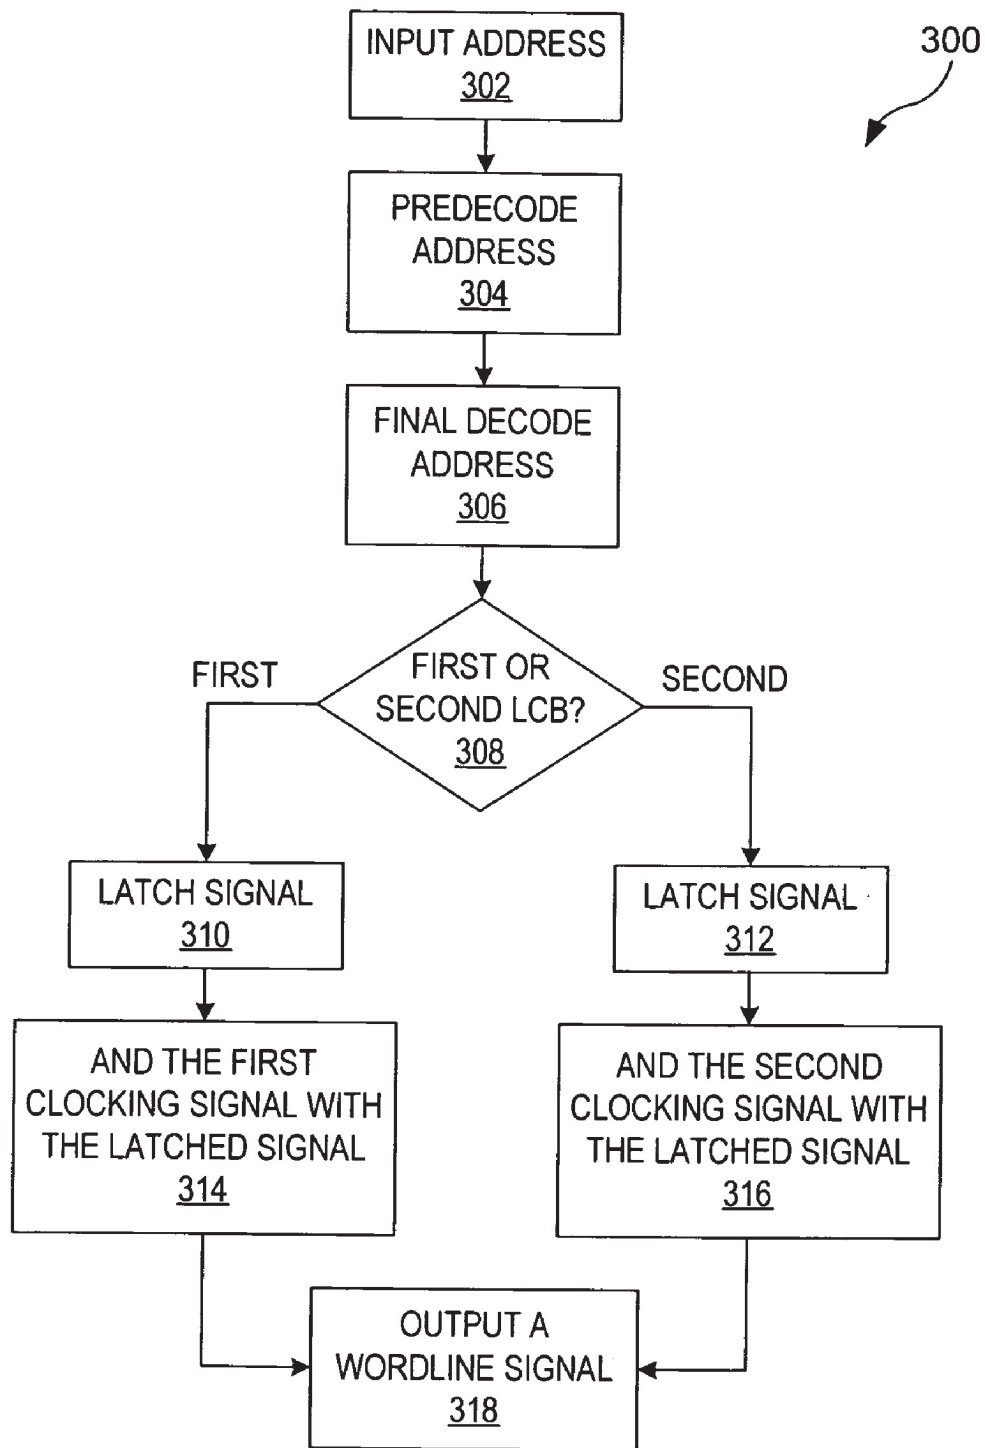 300
INPUT ADDRESS
302
PREDECODE
ADDRESS
304
FINAL DECODE
ADDRESS
306
FIRST OR
SECOND LCB?
308
FIRST
SECOND
LATCH SIGNAL
310
LATCH SIGNAL
312
AND THE FIRST
CLOCKING SIGNAL WITH
THE LATCHED SIGNAL
314
AND THE SECOND
CLOCKING SIGNAL WITH
THE LATCHED SIGNAL
316
OUTPUT A
WORDLINE SIGNAL
318